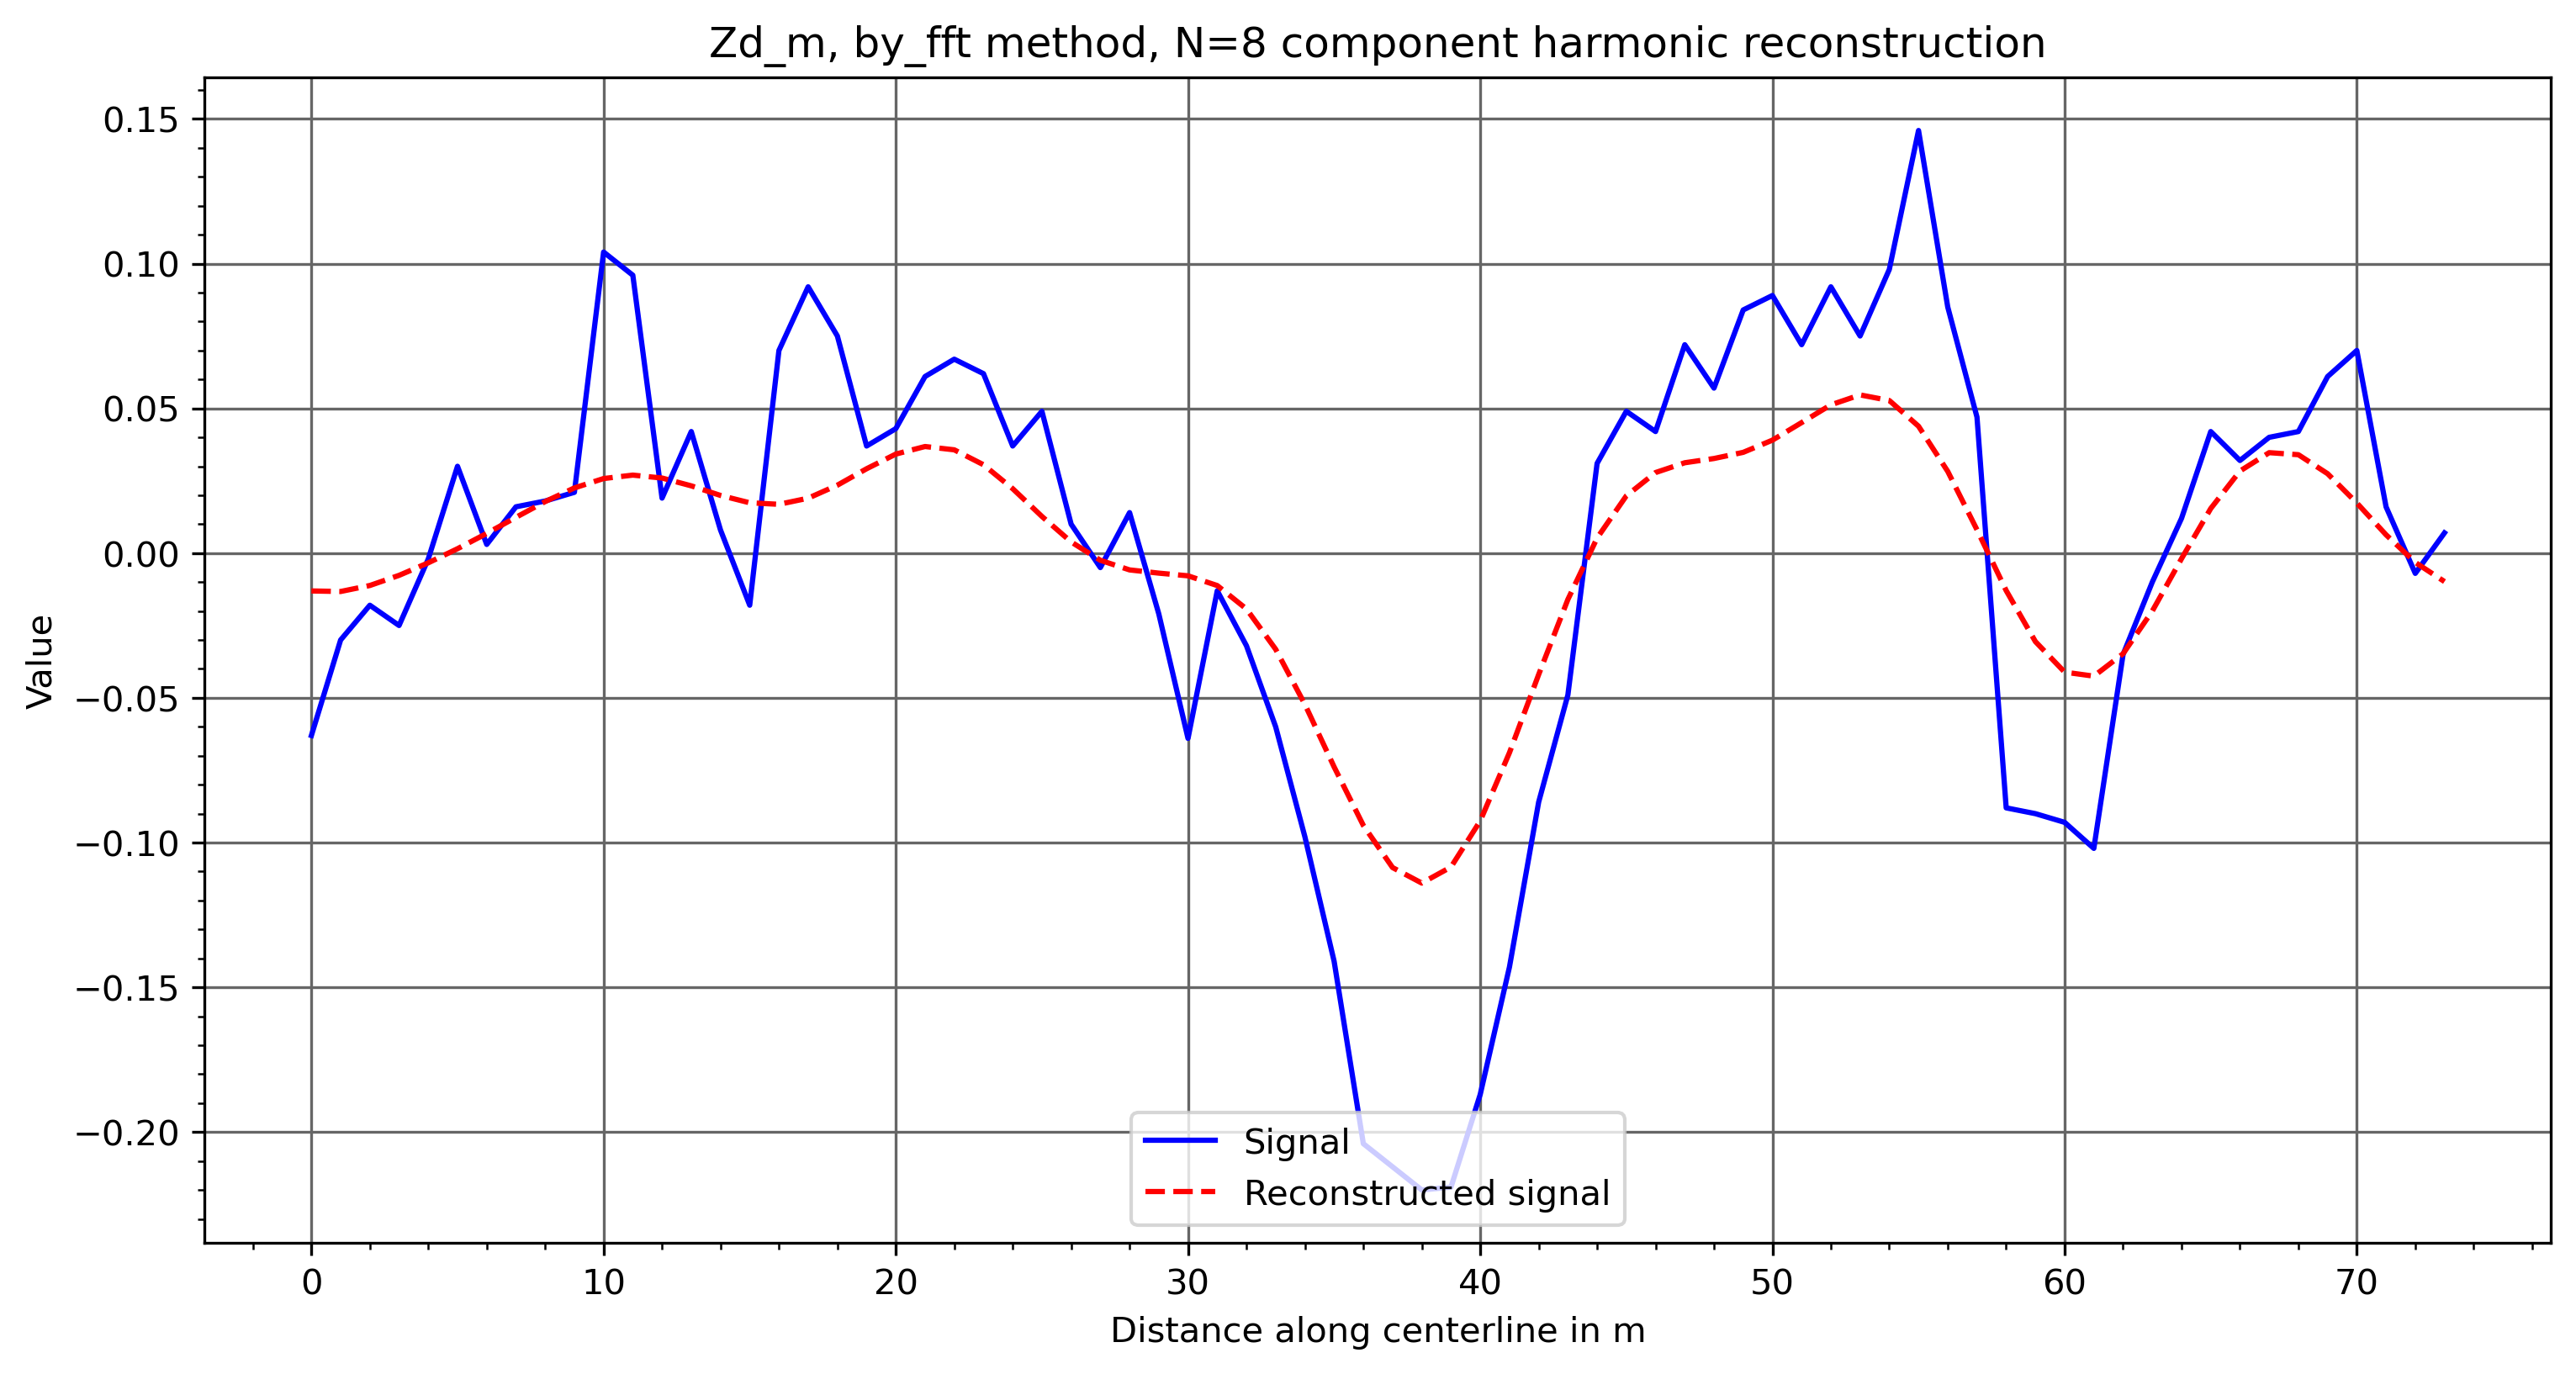 Zd_m, by_fft method, N=8 component harmonic reconstruction
Value
0.15
0.10
0.05
0.00
−0.05
−0.10
−0.15
−0.20
Signal
Reconstructed signal
0 10 20 30 40 50 60 70
Distance along centerline in m